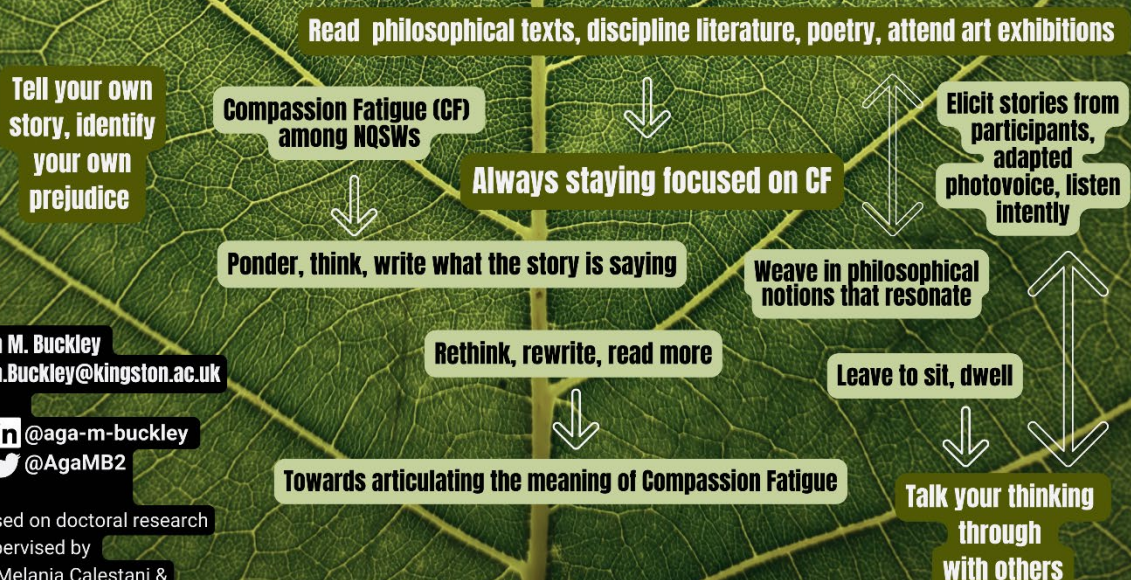 Read philosophical texts, discipline literature, poetry, attend art exhibitions
Tell your own
story, identify
your own
prejudice
Compassion Fatigue (CF)
among NQSWs
Elicit stories from
participants,
adapted
photovoice, listen
intently
Always staying focused on CF
Ponder, think, write what the story is saying
Weave in philosophical
notions that resonate
M. Buckley
.Buckley@kingston.ac.uk
Rethink, rewrite, read more
Leave to sit, dwell
in @aga-m-buckley
@AgaMB2
Towards articulating the meaning of Compassion Fatigue
Talk your thinking
through
with others
on doctoral research
by
Melania Calestani &